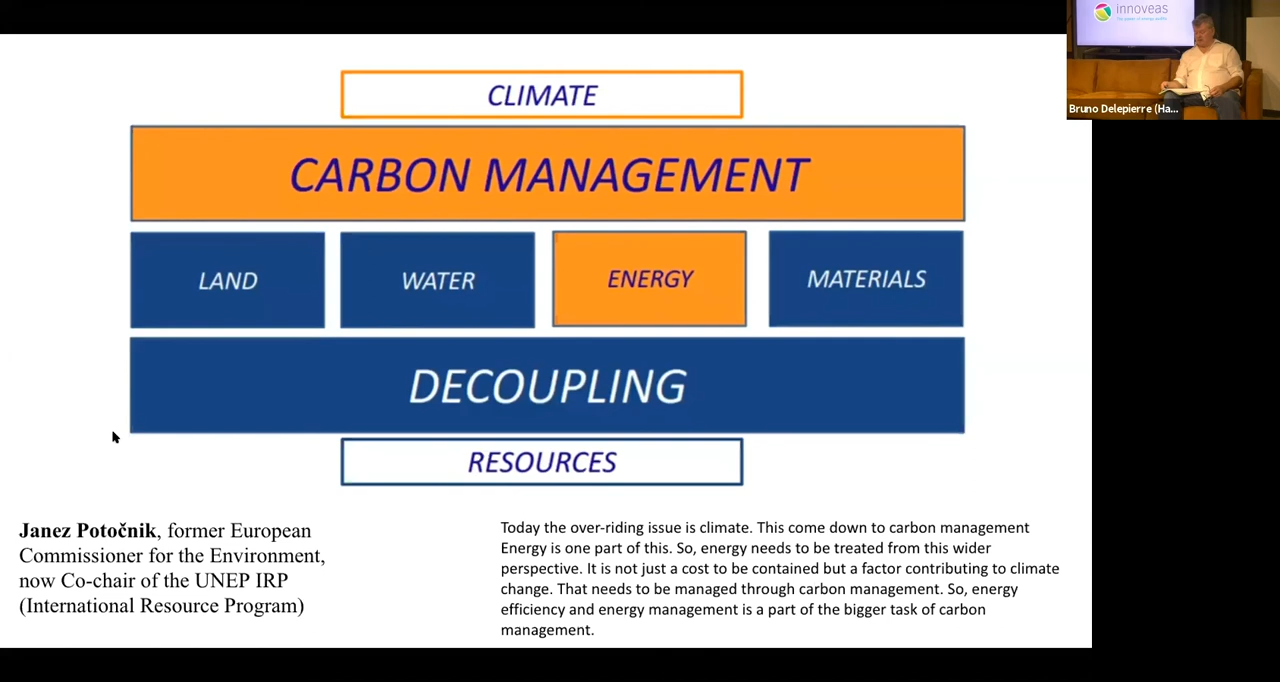 innoveas
Bruno Delepierre (Ha...
CLIMATE
CARBON MANAGEMENT
LAND
WATER
ENERGY
MATERIALS
DECOUPLING
RESOURCES
Janez Potočnik, former European
Commissioner for the Environment,
now Co-chair of the UNEP IRP
(International Resource Program)
Today the over-riding issue is climate. This come down to carbon management
Energy is one part of this. So, energy needs to be treated from this wider
perspective. It is not just a cost to be contained but a factor contributing to climate
change. That needs to be managed through carbon management. So, energy
efficiency and energy management is a part of the bigger task of carbon
management.